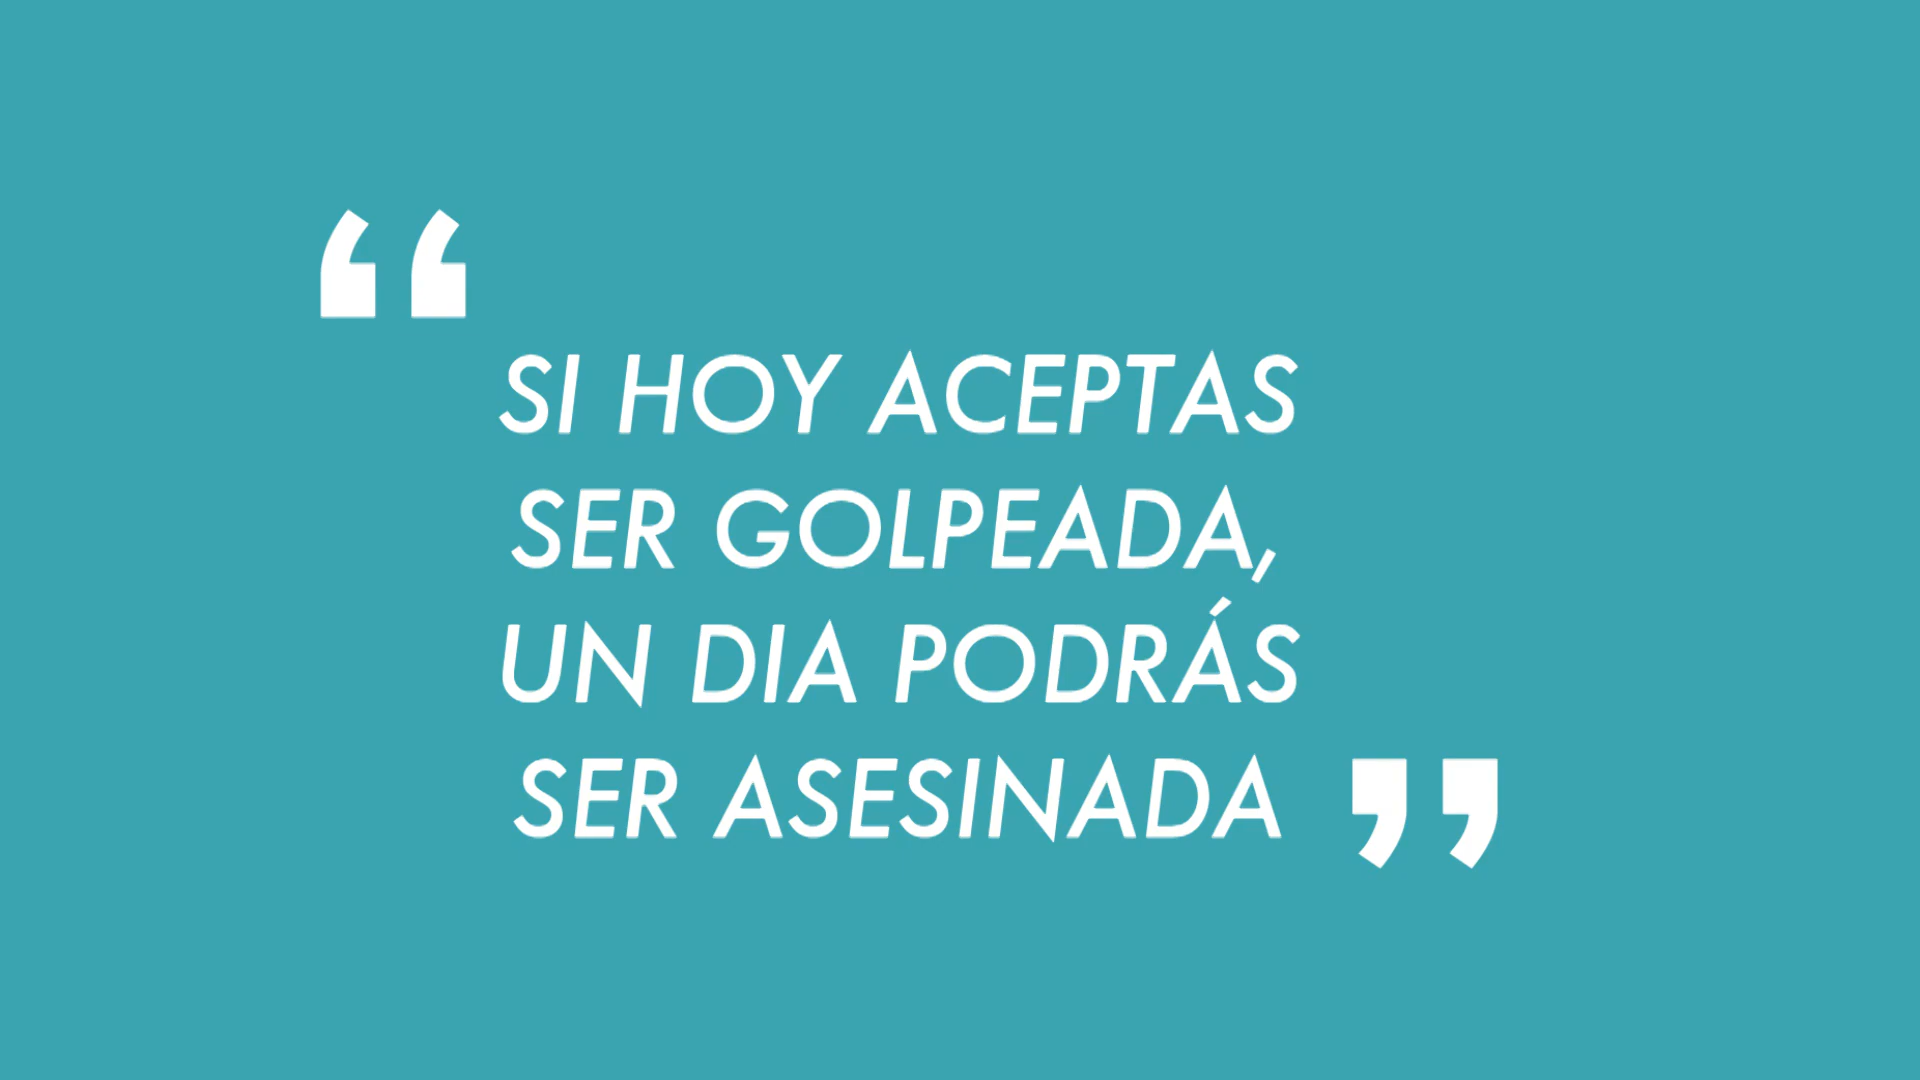 “
SI HOY ACEPTAS
SER GOLPEADA,
UN DIA PODRÁS
SER ASESINADA ”